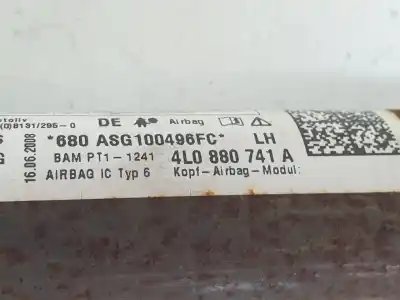 toliv DE Airbag
(0)8131/295-0
*680 ASG100496FC* LH
16.06.2008
BAM PT1-1241 4L0 880 741 A
AIRBAG IC Typ 6 Kopf-Airbag-Modul: